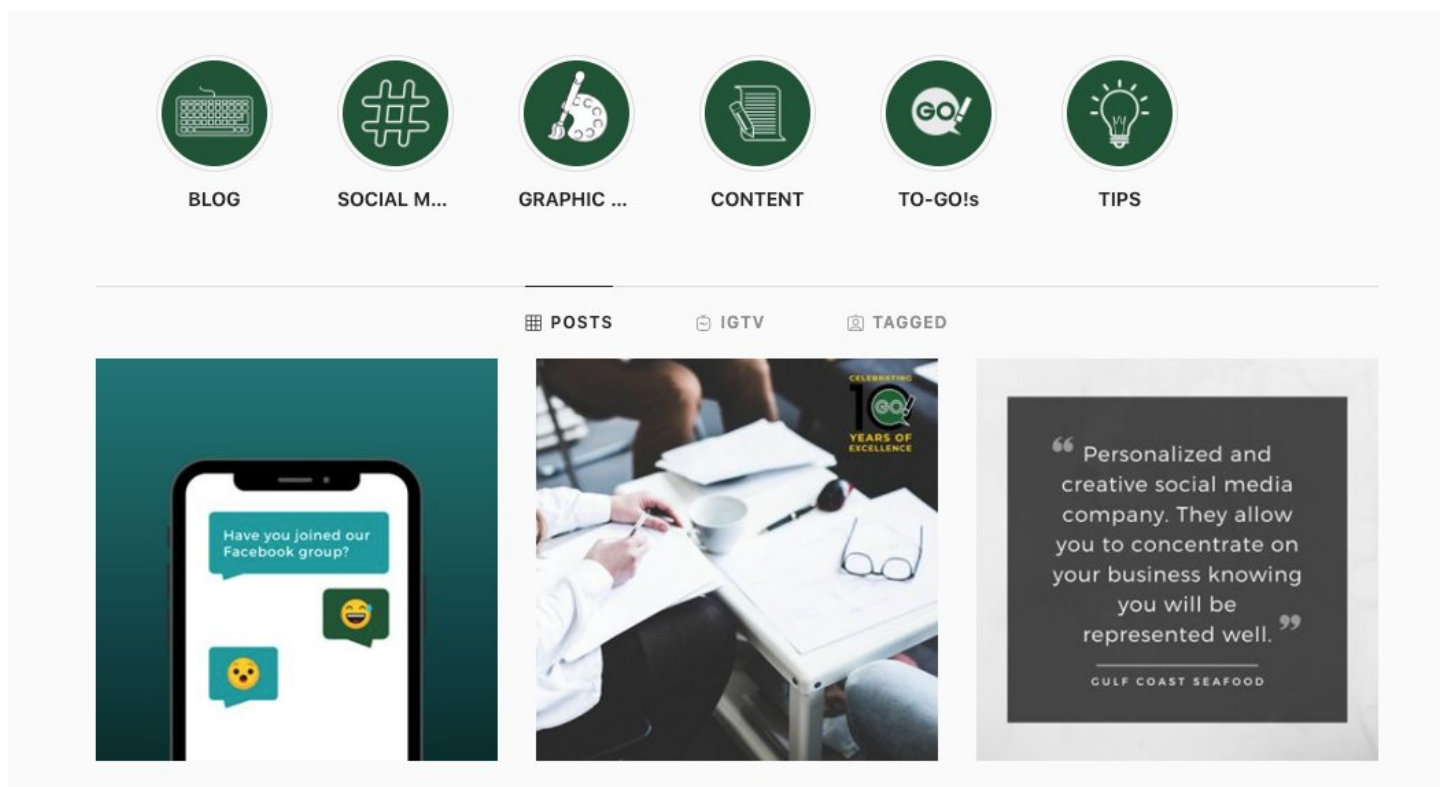 GO!
BLOG
SOCIAL M...
GRAPHIC ...
CONTENT
TO-GO!s
TIPS
POSTS
IGTV
TAGGED
Have you joined our
Facebook group?
CELEBRATING
10
GO!
YEARS OF
EXCELLENCE
“ Personalized and
creative social media
company. They allow
you to concentrate on
your business knowing
you will be
represented well. ”
GULF COAST SEAFOOD